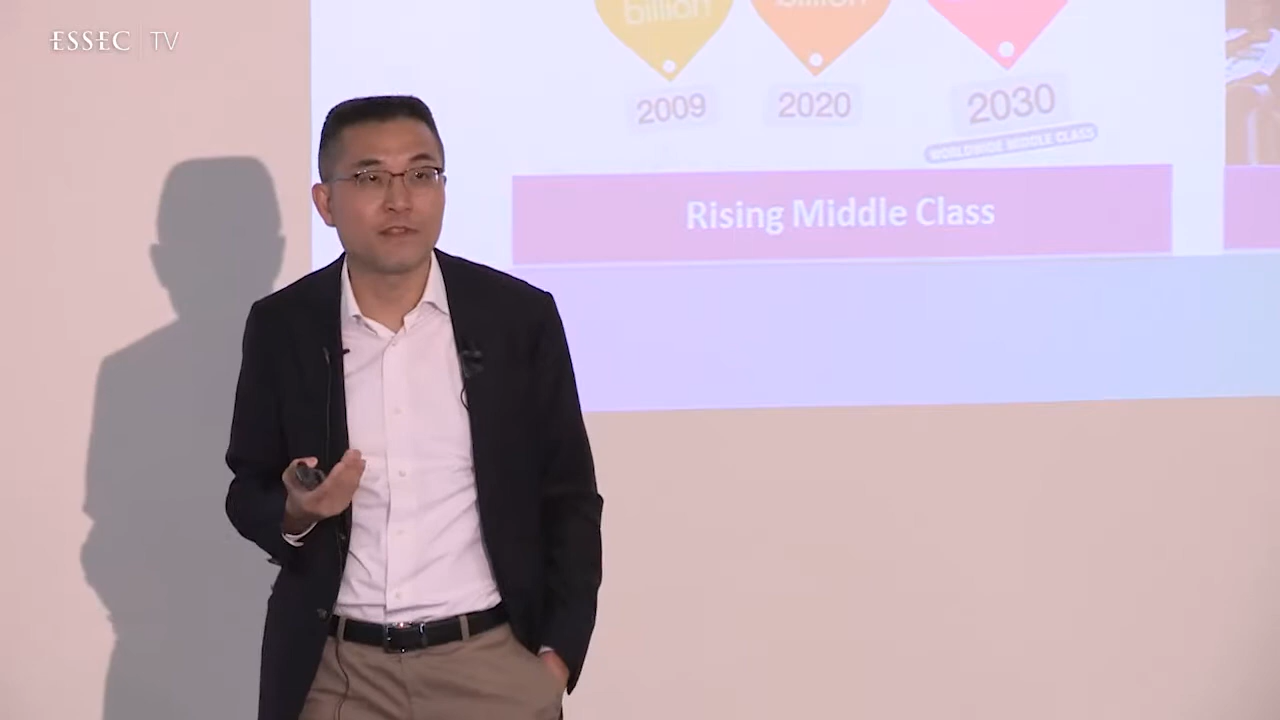 ESSEC TV
billion billion
2009 2020 2030
WORLDWIDE MIDDLE CLASS
Rising Middle Class